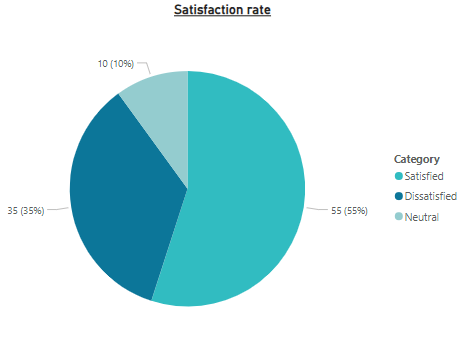 Satisfaction rate
10 (10%)
Category
Satisfied
Dissatisfied
Neutral
35 (35%)
55 (55%)